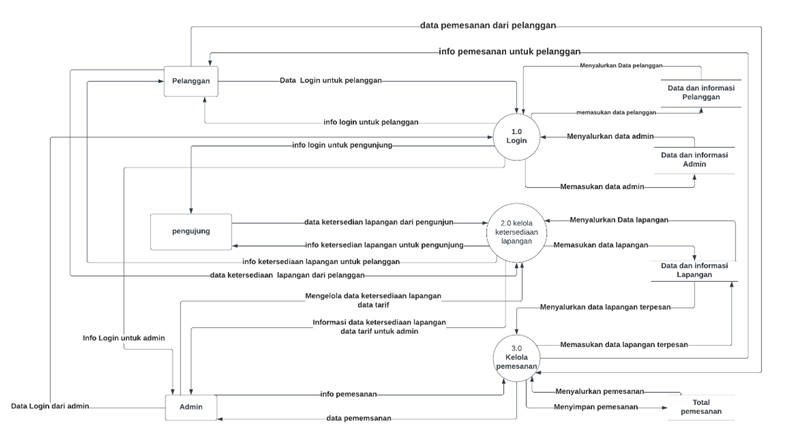 data pemesanan dari pelanggan
info pemesanan untuk pelanggan
Menyalurkan Data pelanggan
Pelanggan
Data Login untuk pelanggan
Data dan informasi
Pelanggan
memasukan data pelanggan
info login untuk pelanggan
1.0
Login
Menyalurkan data admin
info login untuk pengunjung
Data dan informasi
Admin
Memasukan data admin
pengujung
data ketersedian lapangan dari pengunjun
2.0 kelola
ketersediaan
lapangan
Menyalurkan Data lapangan
info ketersedian lapangan untuk pengunjung
Memasukan data lapangan
info ketersediaan lapangan untuk pelanggan
data ketersediaan lapangan dari pelanggan
Data dan informasi
Lapangan
Mengelola data ketersediaan lapangan
data tarif
Menyalurkan data lapangan terpesan
Informasi data ketersediaan lapangan
data tarif untuk admin
Info Login untuk admin
3.0
Kelola
pemesanan
Memasukan data lapangan terpesan
info pemesanan
Menyalurkan pemesanan
Data Login dari admin
Admin
Menyimpan pemesanan
Total
pemesanan
data pememsanan